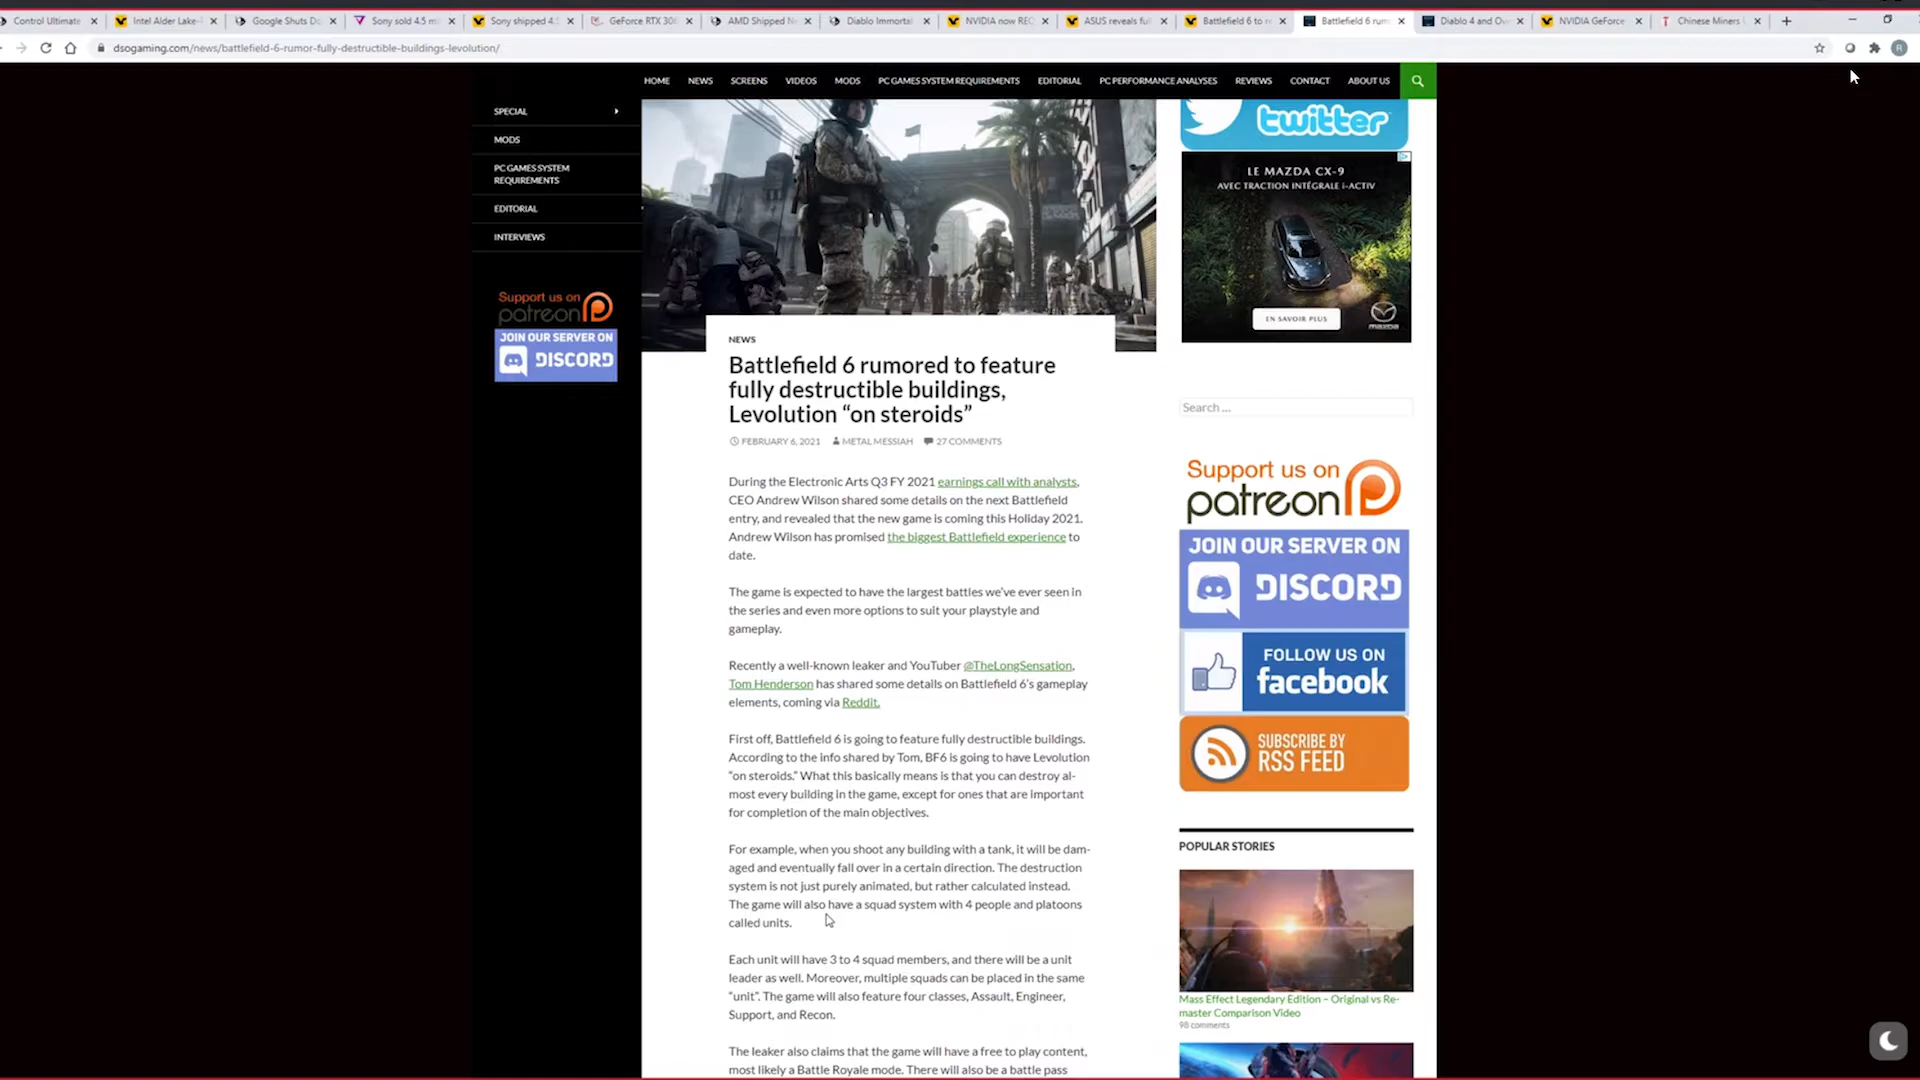 Control Ultimate
Intel Alder Lake-
Google Shuts Do
Sony sold 4.5 mi
Sony shipped 4.5
GeForce RTX 306
AMD Shipped N
Diablo Immortal
NVIDIA now REC
ASUS reveals full
Battlefield 6 to re
Battlefield 6 rum
Diablo 4 and Ov
NVIDIA GeForce
Chinese Miners
dsogaming.com/news/battlefield-6-rumor-fully-destructible-buildings-levolution/
R
HOME NEWS SCREENS VIDEOS MODS PC GAMES SYSTEM REQUIREMENTS EDITORIAL PC PERFORMANCE ANALYSES REVIEWS CONTACT ABOUT US
SPECIAL
MODS
PC GAMES SYSTEM
REQUIREMENTS
EDITORIAL
INTERVIEWS
Support us on
patreon
JOIN OUR SERVER ON
DISCORD
NEWS
Battlefield 6 rumored to feature
fully destructible buildings,
Levolution “on steroids”
FEBRUARY 6, 2021 METAL MESSIAH 27 COMMENTS
During the Electronic Arts Q3 FY 2021 earnings call with analysts,
CEO Andrew Wilson shared some details on the next Battlefield
entry, and revealed that the new game is coming this Holiday 2021.
Andrew Wilson has promised the biggest Battlefield experience to
date.
The game is expected to have the largest battles we’ve ever seen in
the series and even more options to suit your playstyle and
gameplay.
Recently a well-known leaker and YouTuber @TheLongSensation,
Tom Henderson has shared some details on Battlefield 6’s gameplay
elements, coming via Reddit.
First off, Battlefield 6 is going to feature fully destructible buildings.
According to the info shared by Tom, BF6 is going to have Levolution
“on steroids.” What this basically means is that you can destroy al-
most every building in the game, except for ones that are important
for completion of the main objectives.
For example, when you shoot any building with a tank, it will be dam-
aged and eventually fall over in a certain direction. The destruction
system is not just purely animated, but rather calculated instead.
The game will also have a squad system with 4 people and platoons
called units.
Each unit will have 3 to 4 squad members, and there will be a unit
leader as well. Moreover, multiple squads can be placed in the same
“unit”. The game will also feature four classes, Assault, Engineer,
Support, and Recon.
The leaker also claims that the game will have a free to play content,
most likely a Battle Royale mode. There will also be a battle pass
twitter
LE MAZDA CX-9
AVEC TRACTION INTÉGRALE i-ACTIV
EN SAVOIR PLUS
mazda
Search ...
Support us on
patreon
JOIN OUR SERVER ON
DISCORD
FOLLOW US ON
facebook
SUBSCRIBE BY
RSS FEED
POPULAR STORIES
Mass Effect Legendary Edition – Original vs Re-
master Comparison Video
98 comments